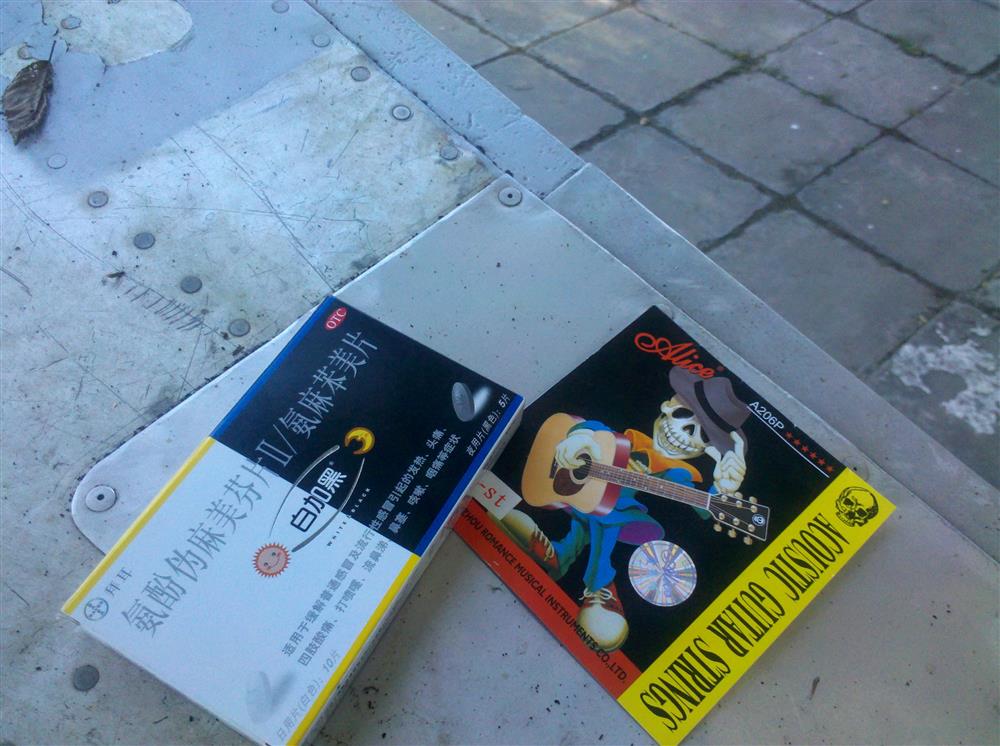 OTC
拜耳
氨酚伪麻美芬片Ⅱ/氨麻苯美片
白加黑®
WHITE & BLACK
夜用片(黑色):5片
适用于缓解普通感冒及流行性感冒引起的发热、头痛、
四肢酸痛、打喷嚏、流鼻涕、鼻塞、咳嗽、咽痛等症状
日用片(白色):10片
Alice®
A206P
ROMANCE MUSICAL INSTRUMENTS CO.,LTD.
ACOUSTIC GUITAR STRINGS